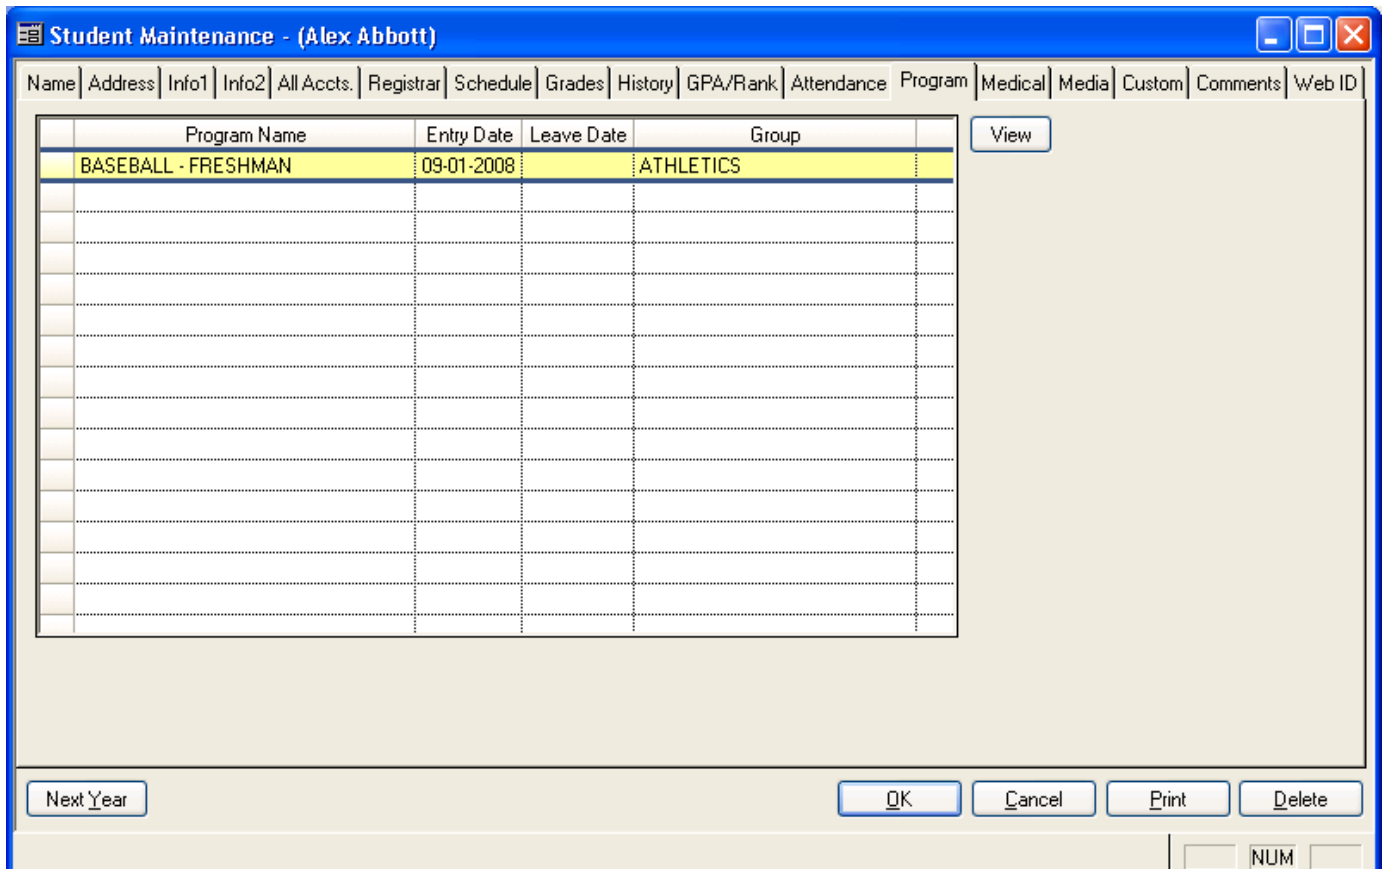 Student Maintenance - (Alex Abbott)
Name Address Info1 Info2 All Accts. Registrar Schedule Grades History GPA/Rank Attendance Program Medical Media Custom Comments Web ID
Program Name Entry Date Leave Date Group View
BASEBALL - FRESHMAN 09-01-2008 ATHLETICS
Next Year OK Cancel Print Delete
NUM